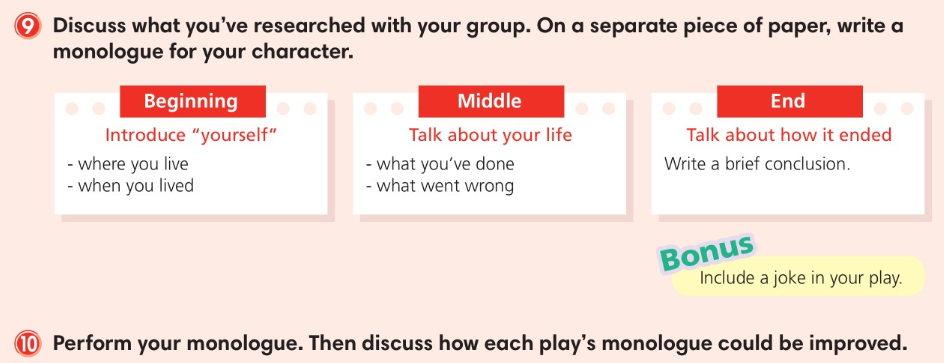 9 Discuss what you've researched with your group. On a separate piece of paper, write a
monologue for your character.
Beginning
Introduce “yourself”
- where you live
- when you lived
Middle
Talk about your life
- what you've done
- what went wrong
End
Talk about how it ended
Write a brief conclusion.
Bonus
Include a joke in your play.
10 Perform your monologue. Then discuss how each play's monologue could be improved.